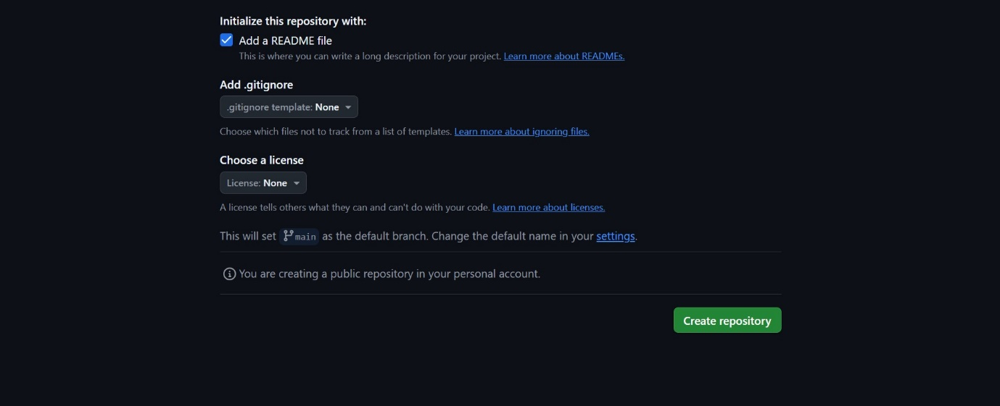 Initialize this repository with:
Add a README file
This is where you can write a long description for your project. Learn more about READMEs.
Add .gitignore
.gitignore template: None
Choose which files not to track from a list of templates. Learn more about ignoring files.
Choose a license
License: None
A license tells others what they can and can't do with your code. Learn more about licenses.
This will set main as the default branch. Change the default name in your settings.
You are creating a public repository in your personal account.
Create repository